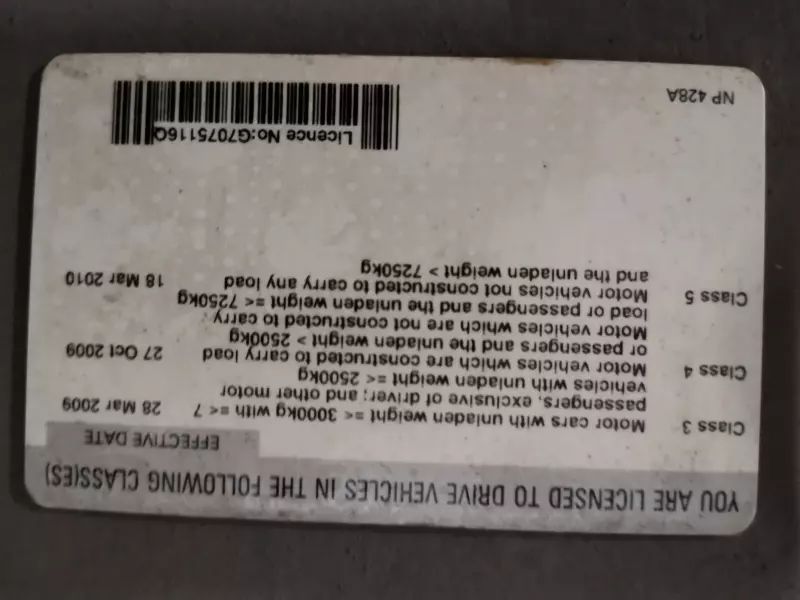 YOU ARE LICENSED TO DRIVE VEHICLES IN THE FOLLOWING CLASS(ES)
EFFECTIVE DATE
Class 3 Motor cars with unladen weight =< 3000kg with =< 7 28 Mar 2009
passengers, exclusive of driver; and other motor
vehicles with unladen weight =< 2500kg
Class 4 Motor vehicles which are constructed to carry load 27 Oct 2009
or passengers and the unladen weight > 2500kg
Motor vehicles which are not constructed to carry
load or passengers and the unladen weight =< 7250kg
Class 5 Motor vehicles not constructed to carry any load 18 Mar 2010
and the unladen weight > 7250kg
Licence No:G7075116Q
NP 428A